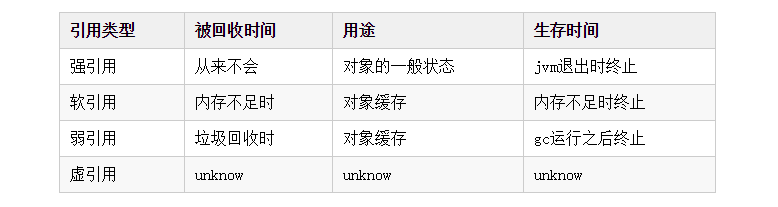 引用类型 被回收时间 用途 生存时间
强引用 从来不会 对象的一般状态 jvm退出时终止
软引用 内存不足时 对象缓存 内存不足时终止
弱引用 垃圾回收时 对象缓存 gc运行之后终止
虚引用 unknow unknow unknow